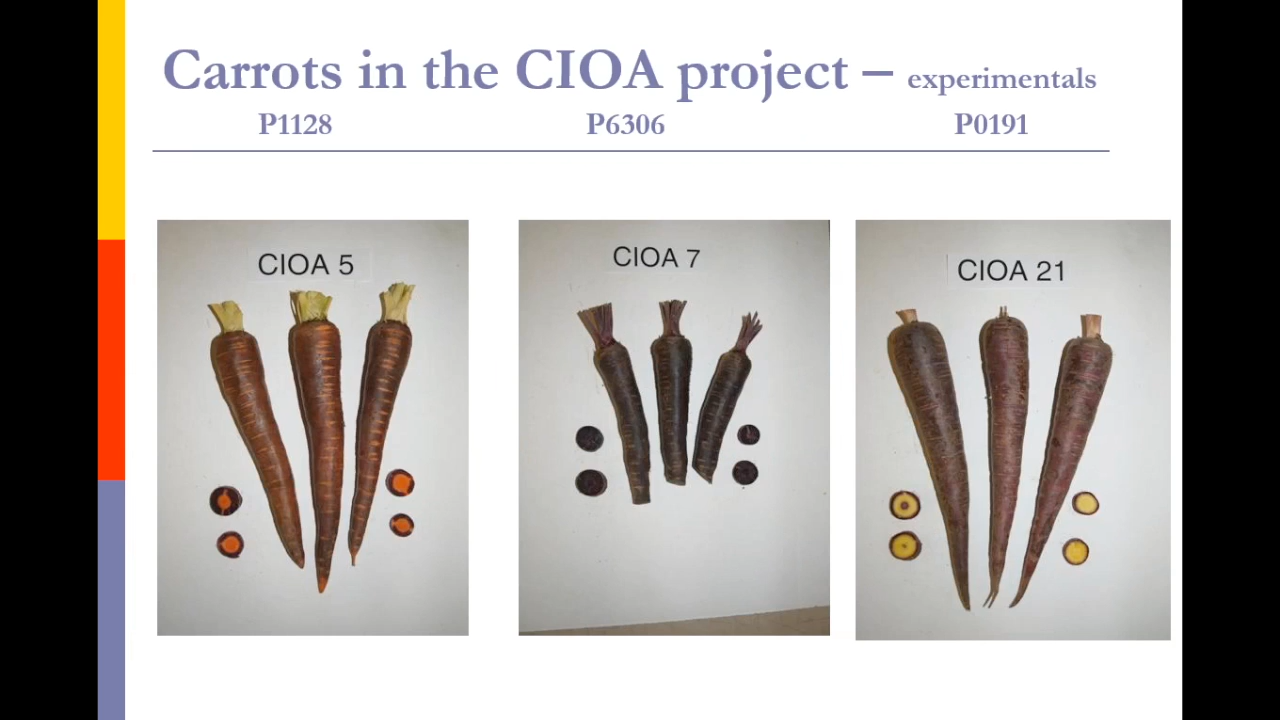 Carrots in the CIOA project – experimentals
P1128 P6306 P0191
CIOA 5
CIOA 7
CIOA 21